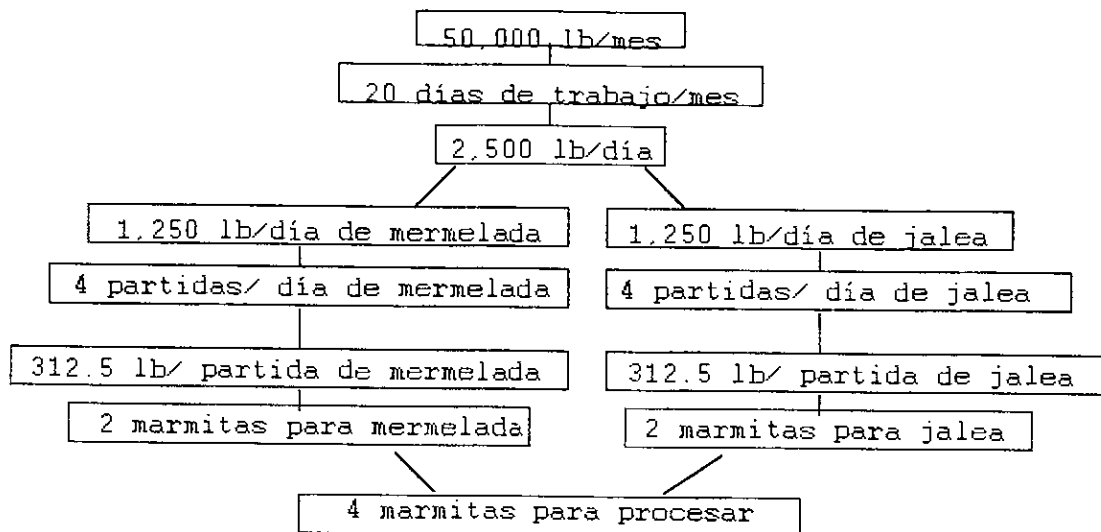 50,000 lb/mes
20 días de trabajo/mes
2,500 lb/día
1,250 lb/día de mermelada
1,250 lb/día de jalea
4 partidas/ día de mermelada
4 partidas/ día de jalea
312.5 lb/ partida de mermelada
312.5 lb/ partida de jalea
2 marmitas para mermelada
2 marmitas para jalea
4 marmitas para procesar